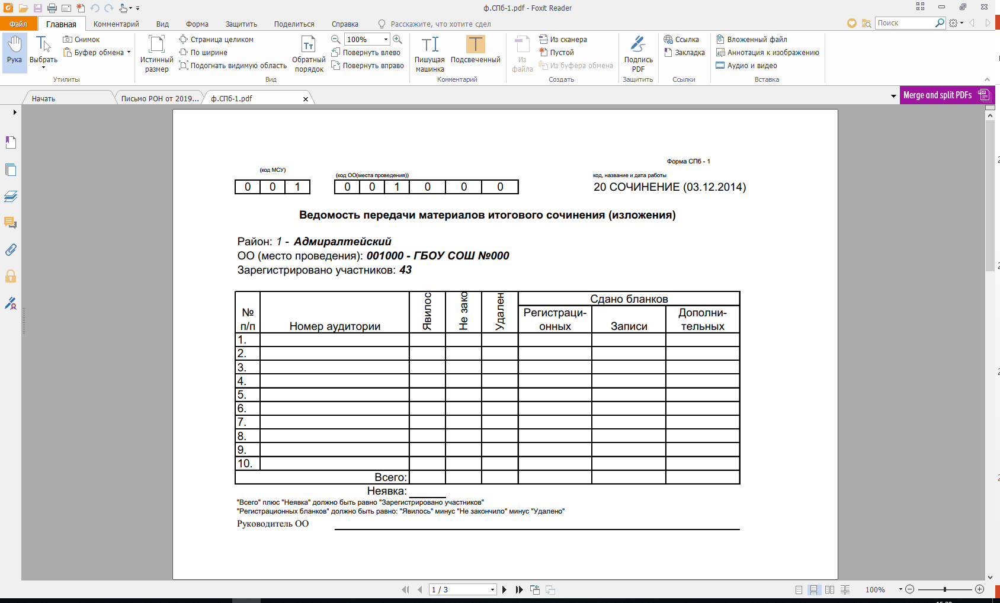 ф.СПб-1.pdf - Foxit Reader
Файл Главная Комментарий Вид Форма Защитить Поделиться Справка Расскажите, что хотите сдел Поиск
Рука
Выбрать
Снимок
Буфер обмена
Утилиты
Истинный размер
Страница целиком
По ширине
Подогнать видимую область
Обратный порядок
100%
Повернуть влево
Повернуть вправо
Вид
Пишущая машинка
Подсвеченный
Комментарий
Из файла
Из сканера
Пустой
Из буфера обмена
Создать
Подпись PDF
Защитить
Ссылка
Закладка
Ссылки
Вложенный файл
Аннотация к изображению
Аудио и видео
Вставка
Начать Письмо РОН от 2019... ф.СПб-1.pdf Merge and split PDFs
Форма СПб - 1
(код МСУ) (код ОО(места проведения)) код, название и дата работы
0 0 1 0 0 1 0 0 0 20 СОЧИНЕНИЕ (03.12.2014)
Ведомость передачи материалов итогового сочинения (изложения)
Район: 1 - Адмиралтейский
ОО (место проведения): 001000 - ГБОУ СОШ №000
Зарегистрировано участников: 43
№ п/п Номер аудитории Явилос Не зако Удален Сдано бланков
Регистраци-онных Записи Дополни-тельных
1.
2.
3.
4.
5.
6.
7.
8.
9.
10.
Всего:
Неявка:
"Всего" плюс "Неявка" должно быть равно "Зарегистрировано участников"
"Регистрационных бланков" должно быть равно: "Явилось" минус "Не закончило" минус "Удалено"
Руководитель ОО
1 / 3 100%